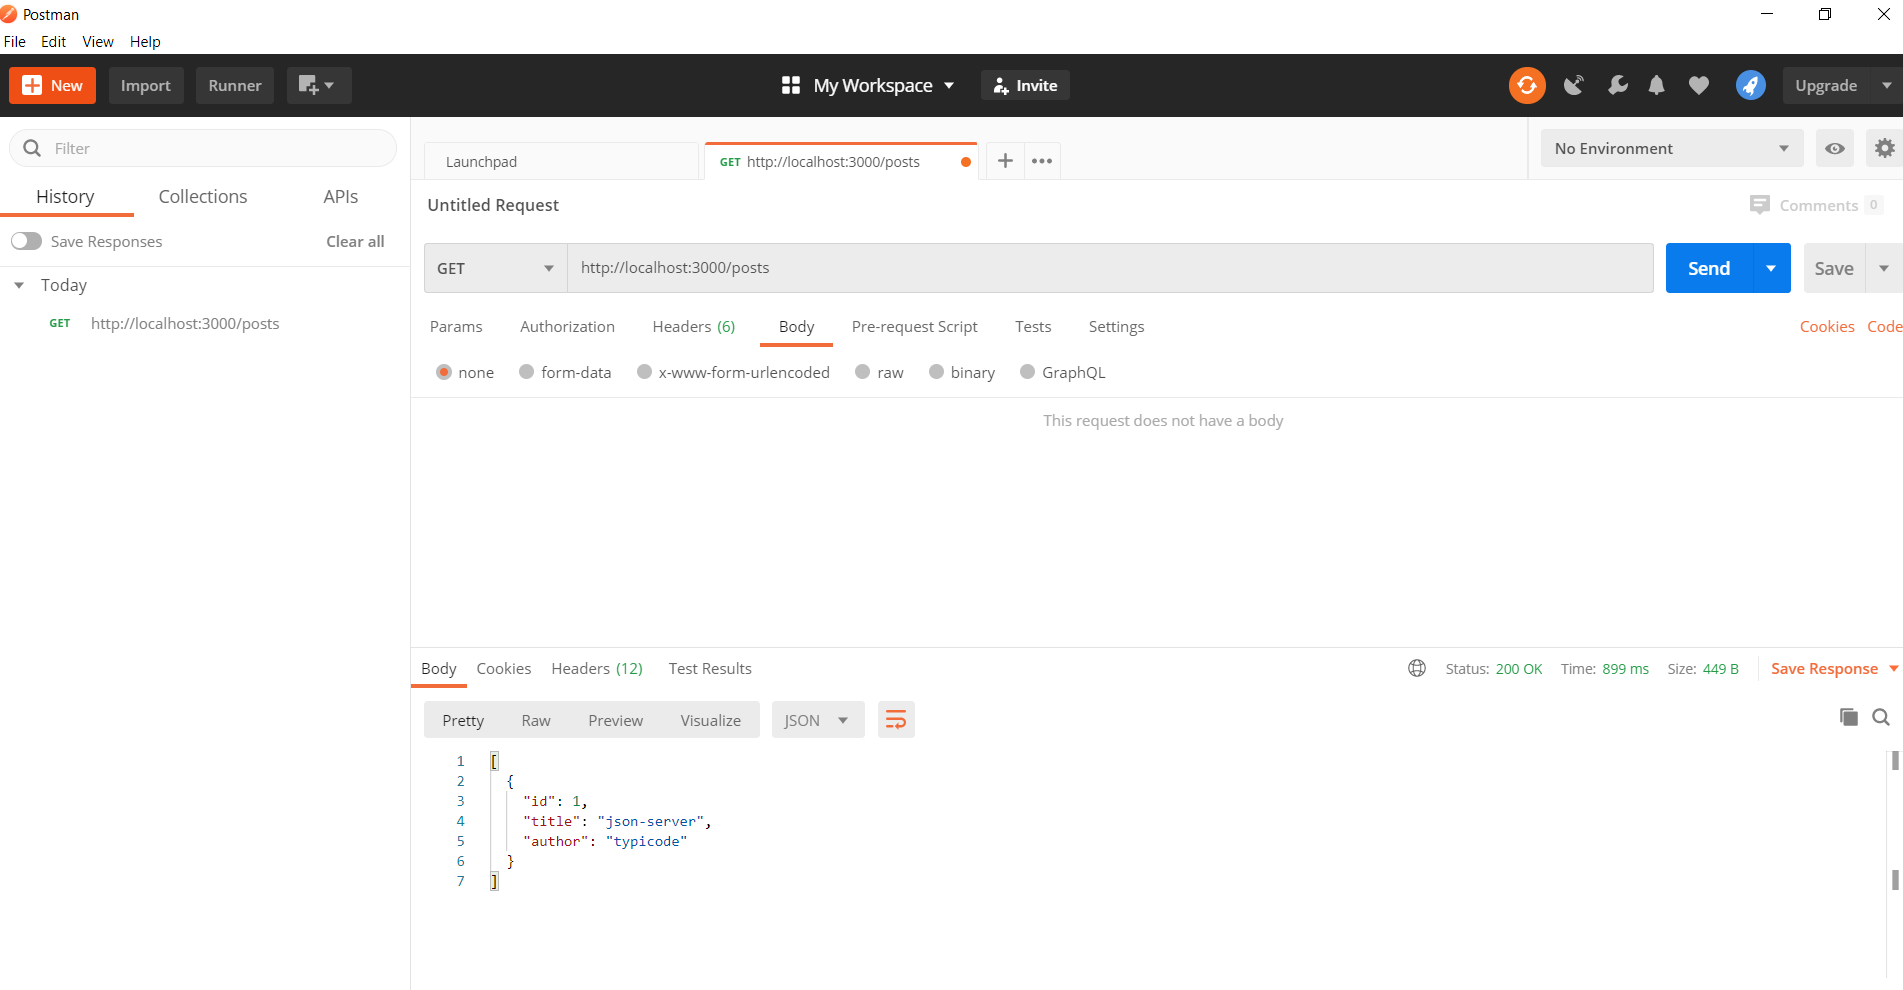 Postman
File Edit View Help
New Import Runner My Workspace Invite Upgrade
Filter
History Collections APIs
Save Responses Clear all
Today
GET http://localhost:3000/posts
Launchpad GET http://localhost:3000/posts No Environment
Untitled Request Comments 0
GET http://localhost:3000/posts Send Save
Params Authorization Headers (6) Body Pre-request Script Tests Settings Cookies Code
none form-data x-www-form-urlencoded raw binary GraphQL
This request does not have a body
Body Cookies Headers (12) Test Results Status: 200 OK Time: 899 ms Size: 449 B Save Response
Pretty Raw Preview Visualize JSON
1 [
2 {
3 "id": 1,
4 "title": "json-server",
5 "author": "typicode"
6 }
7 ]